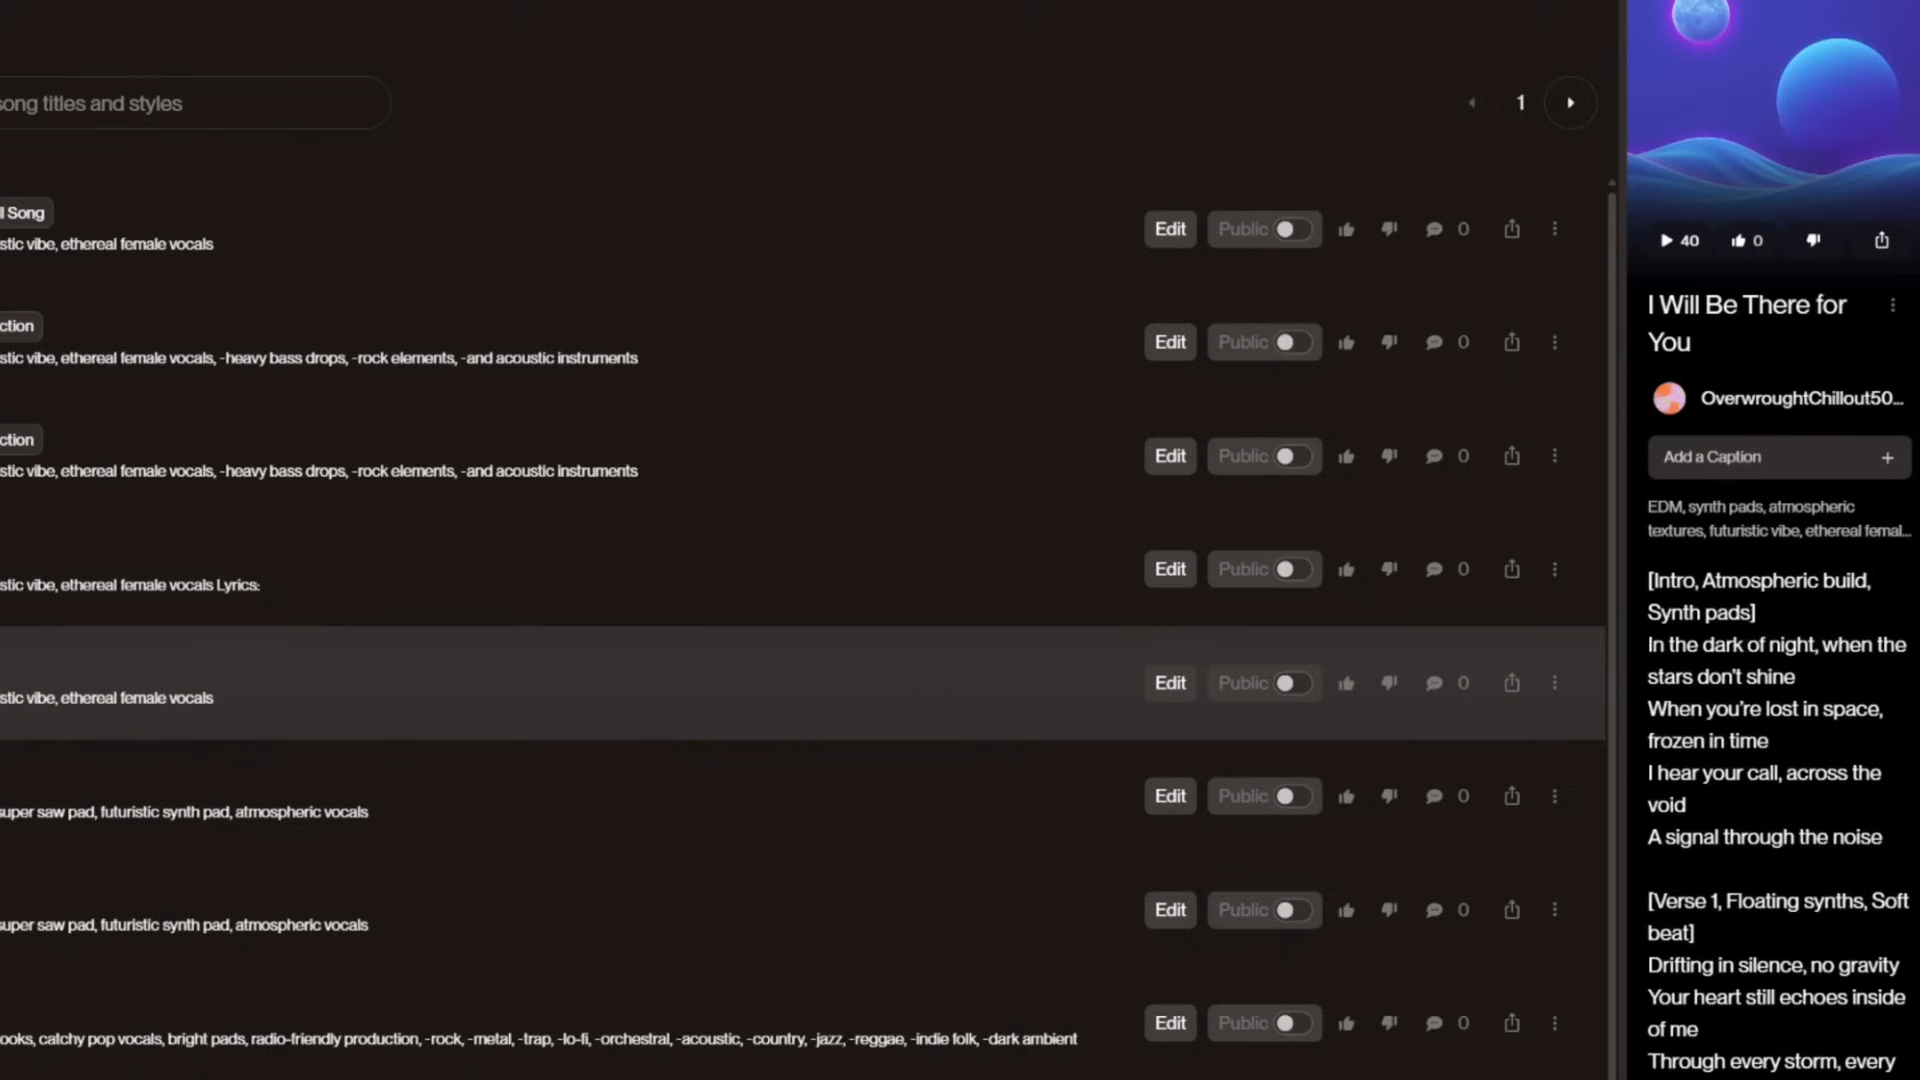 song titles and styles
1
l Song
stic vibe, ethereal female vocals
Edit Public 0
ction
stic vibe, ethereal female vocals, -heavy bass drops, -rock elements, -and acoustic instruments
Edit Public 0
ction
stic vibe, ethereal female vocals, -heavy bass drops, -rock elements, -and acoustic instruments
Edit Public 0
stic vibe, ethereal female vocals Lyrics:
Edit Public 0
stic vibe, ethereal female vocals
Edit Public 0
super saw pad, futuristic synth pad, atmospheric vocals
Edit Public 0
super saw pad, futuristic synth pad, atmospheric vocals
Edit Public 0
ooks, catchy pop vocals, bright pads, radio-friendly production, -rock, -metal, -trap, -lo-fi, -orchestral, -acoustic, -country, -jazz, -reggae, -indie folk, -dark ambient
Edit Public 0
40 0
I Will Be There for
You
OverwroughtChillout50...
Add a Caption +
EDM, synth pads, atmospheric
textures, futuristic vibe, ethereal femal...
[Intro, Atmospheric build,
Synth pads]
In the dark of night, when the
stars don't shine
When you're lost in space,
frozen in time
I hear your call, across the
void
A signal through the noise
[Verse 1, Floating synths, Soft
beat]
Drifting in silence, no gravity
Your heart still echoes inside
of me
Through every storm, every